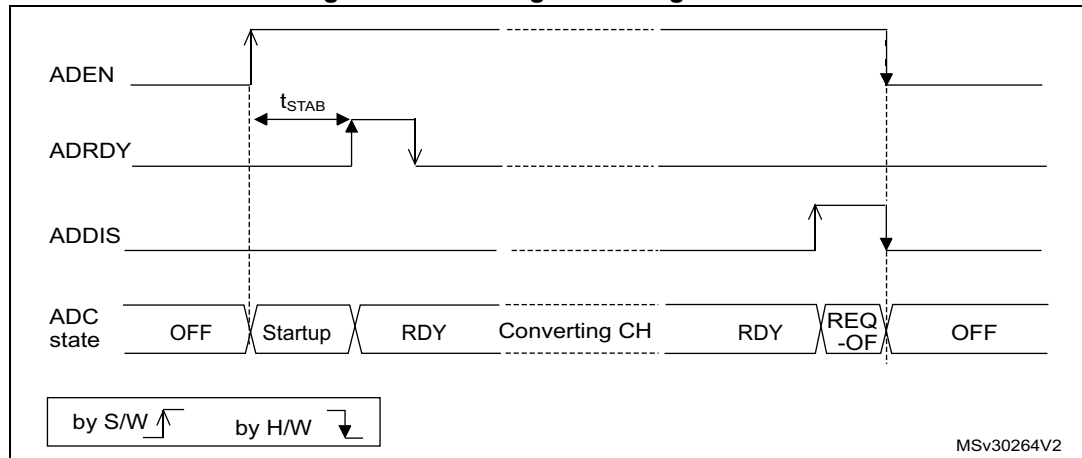 ADEN
tSTAB
ADRDY
ADDIS
ADC
state
OFF
Startup
RDY
Converting CH
RDY
REQ
-OF
OFF
by S/W
by H/W
MSv30264V2